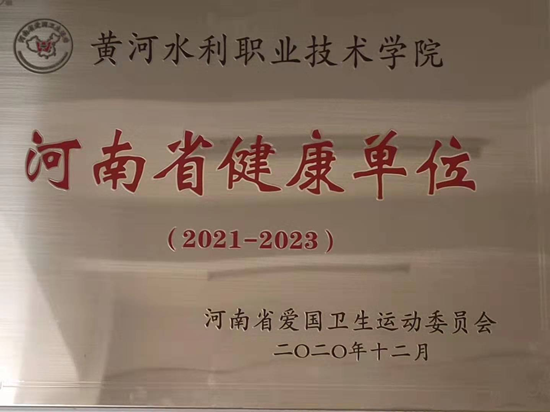 黄河水利职业技术学院
河南省健康单位
(2021-2023)
河南省爱国卫生运动委员会
二〇二〇年十二月